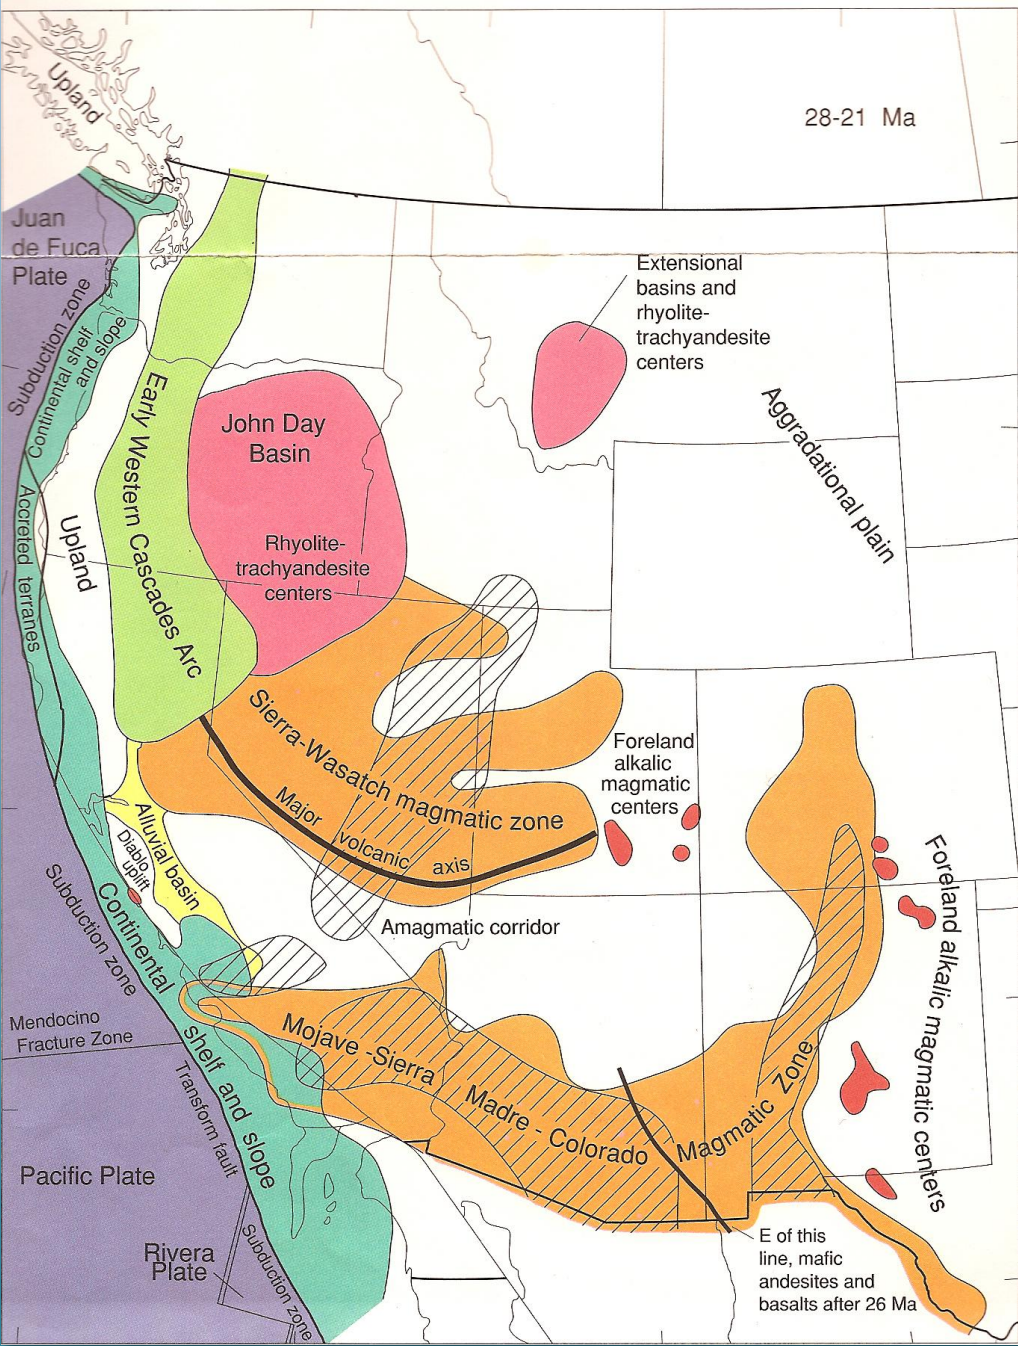 28-21 Ma
Upland
Juan
de Fuca
Plate
Subduction zone
Continental shelf
and slope
Extensional
basins and
rhyolite-
trachyandesite
centers
Aggradational plain
Early Western Cascades Arc
John Day
Basin
Rhyolite-
trachyandesite
centers
Accreted terranes
Upland
Sierra-Wasatch magmatic zone
Major volcanic axis
Foreland
alkalic
magmatic
centers
Alluvial basin
Diablo
uplift
Subduction zone
Continental shelf and slope
Amagmatic corridor
Foreland alkalic magmatic centers
Mendocino
Fracture Zone
Mojave -Sierra Madre - Colorado Magmatic Zone
Transform fault
Pacific Plate
Rivera
Plate
Subduction zone
E of this
line, mafic
andesites and
basalts after 26 Ma